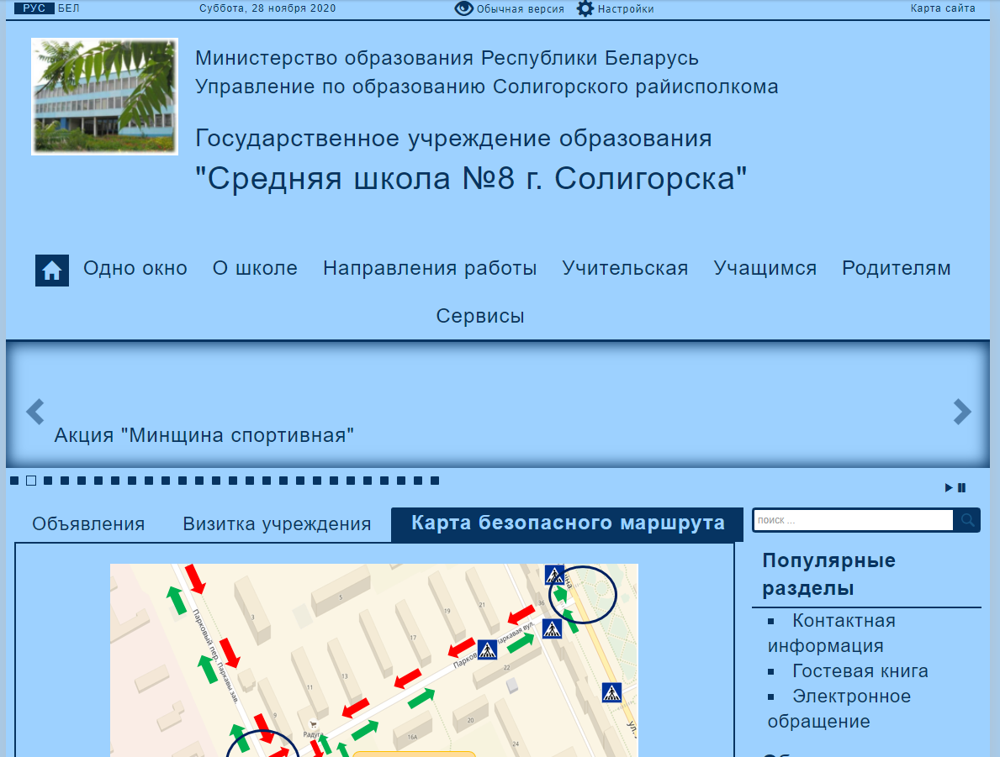 РУС БЕЛ Суббота, 28 ноября 2020 Обычная версия Настройки Карта сайта
Министерство образования Республики Беларусь
Управление по образованию Солигорского райисполкома
Государственное учреждение образования
"Средняя школа №8 г. Солигорска"
Одно окно О школе Направления работы Учительская Учащимся Родителям
Сервисы
Акция "Минщина спортивная"
Объявления Визитка учреждения Карта безопасного маршрута
поиск ...
Популярные
разделы
Контактная
информация
Гостевая книга
Электронное
обращение
Парковый пер. Паркавы зав.
5
3
19
21
36
17
Паркавая вул.
22
13
11
9
Радуга
20
16А
24
ул.